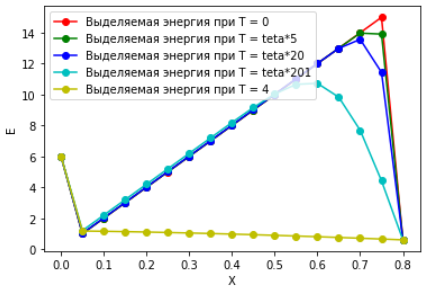 Выделяемая энергия при T = 0
Выделяемая энергия при T = teta*5
Выделяемая энергия при T = teta*20
Выделяемая энергия при T = teta*201
Выделяемая энергия при T = 4
14
12
10
8
6
4
2
0
E
0.0 0.1 0.2 0.3 0.4 0.5 0.6 0.7 0.8
X